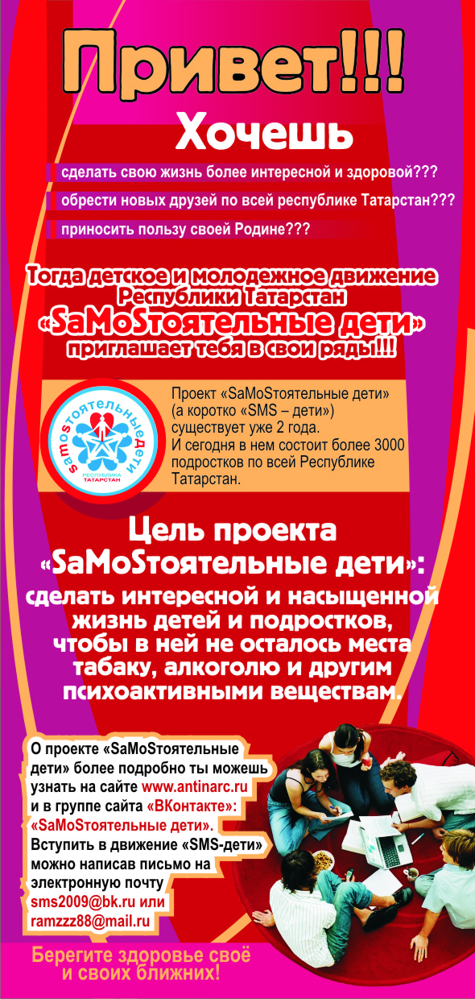 Привет!!!
Хочешь
сделать свою жизнь более интересной и здоровой???
обрести новых друзей по всей республике Татарстан???
приносить пользу своей Родине???
Тогда детское и молодежное движение
Республики Татарстан
«SaMoSтоятельные дети»
приглашает тебя в свои ряды!!!
samosтоятельныедети
РЕСПУБЛИКА
ТАТАРСТАН
Проект «SaMoSтоятельные дети»
(а коротко «SMS – дети»)
существует уже 2 года.
И сегодня в нем состоит более 3000
подростков по всей Республике
Татарстан.
Цель проекта
«SaMoSтоятельные дети»:
сделать интересной и насыщенной
жизнь детей и подростков,
чтобы в ней не осталось места
табаку, алкоголю и другим
психоактивными веществам.
О проекте «SaMoSтоятельные
дети» более подробно ты можешь
узнать на сайте www.antinarc.ru
и в группе сайта «ВКонтакте»:
«SaMoSтоятельные дети».
Вступить в движение «SMS-дети»
можно написав письмо на
электронную почту
sms2009@bk.ru или
ramzzz88@mail.ru
Берегите здоровье своё
и своих ближних!